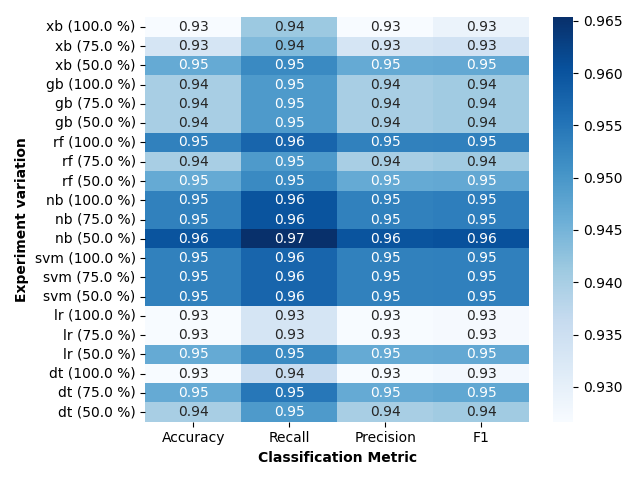 xb (100.0 %) 0.93 0.94 0.93 0.93
xb (75.0 %) 0.93 0.94 0.93 0.93
xb (50.0 %) 0.95 0.95 0.95 0.95
gb (100.0 %) 0.94 0.95 0.94 0.94
gb (75.0 %) 0.94 0.95 0.94 0.94
gb (50.0 %) 0.94 0.95 0.94 0.94
rf (100.0 %) 0.95 0.96 0.95 0.95
rf (75.0 %) 0.94 0.95 0.94 0.94
rf (50.0 %) 0.95 0.95 0.95 0.95
nb (100.0 %) 0.95 0.96 0.95 0.95
nb (75.0 %) 0.95 0.96 0.95 0.95
nb (50.0 %) 0.96 0.97 0.96 0.96
svm (100.0 %) 0.95 0.96 0.95 0.95
svm (75.0 %) 0.95 0.96 0.95 0.95
svm (50.0 %) 0.95 0.96 0.95 0.95
lr (100.0 %) 0.93 0.93 0.93 0.93
lr (75.0 %) 0.93 0.93 0.93 0.93
lr (50.0 %) 0.95 0.95 0.95 0.95
dt (100.0 %) 0.93 0.94 0.93 0.93
dt (75.0 %) 0.95 0.95 0.95 0.95
dt (50.0 %) 0.94 0.95 0.94 0.94
Accuracy Recall Precision F1
Classification Metric
Experiment variation
0.965
0.960
0.955
0.950
0.945
0.940
0.935
0.930